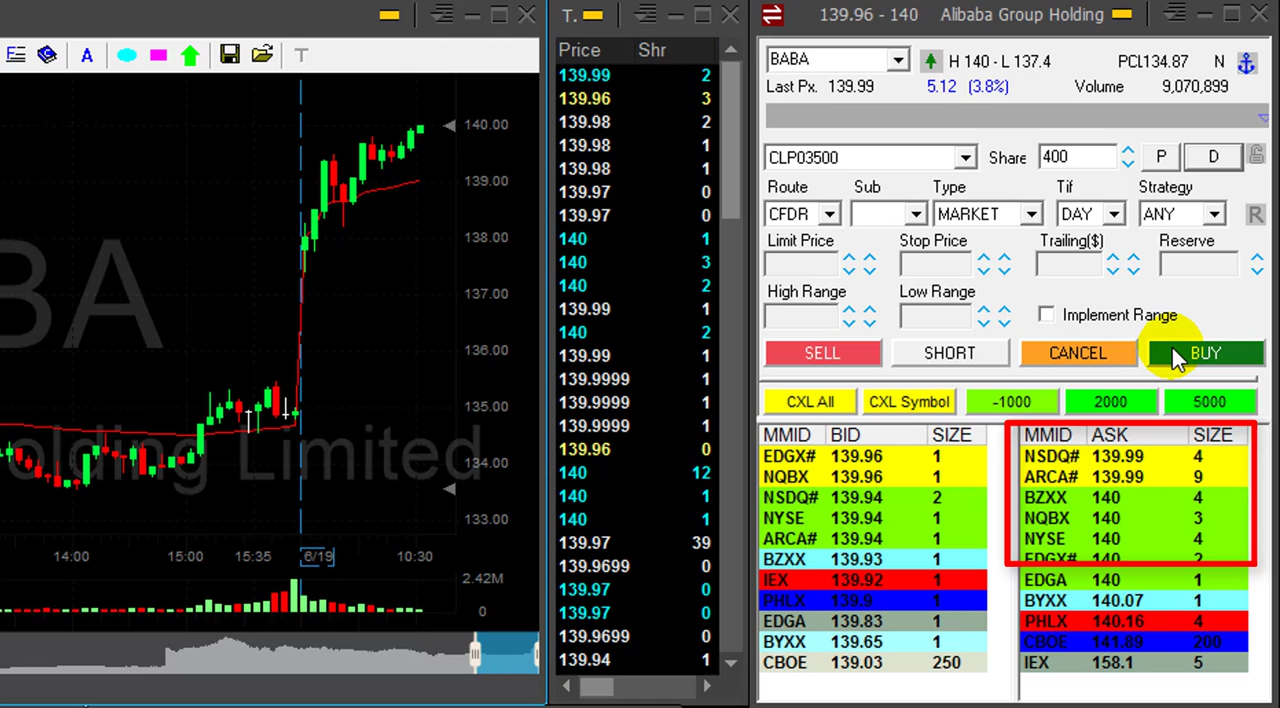 T.
139.96 - 140 Alibaba Group Holding
A T
BA
olding Limited
140.00
139.00
138.00
137.00
136.00
135.00
134.00
133.00
14:00 15:00 15:35 6/19 10:30
2.42M
0
Price Shr
139.99 2
139.96 3
139.98 2
139.98 1
139.98 1
139.97 0
139.97 0
140 1
140 3
140 2
139.99 1
140 2
139.99 1
139.9999 1
139.9999 1
139.9999 1
139.96 0
140 12
140 1
140 1
139.97 39
139.9699 0
139.97 0
139.97 0
139.9699 0
139.94 1
BABA H 140 - L 137.4 PCL134.87 N
Last Px. 139.99 5.12 (3.8%) Volume 9,070,899
CLP03500 Share 400 P D
Route Sub Type Tif Strategy
CFDR MARKET DAY ANY R
Limit Price Stop Price Trailing($) Reserve
High Range Low Range
Implement Range
SELL SHORT CANCEL BUY
CXL All CXL Symbol -1000 2000 5000
MMID BID SIZE
EDGX# 139.96 1
NQBX 139.96 1
NSDQ# 139.94 2
NYSE 139.94 1
ARCA# 139.94 1
BZXX 139.93 1
IEX 139.92 1
PHLX 139.9 1
EDGA 139.83 1
BYXX 139.65 1
CBOE 139.03 250
MMID ASK SIZE
NSDQ# 139.99 4
ARCA# 139.99 9
BZXX 140 4
NQBX 140 3
NYSE 140 4
EDGX# 140 2
EDGA 140 1
BYXX 140.07 1
PHLX 140.16 4
CBOE 141.89 200
IEX 158.1 5